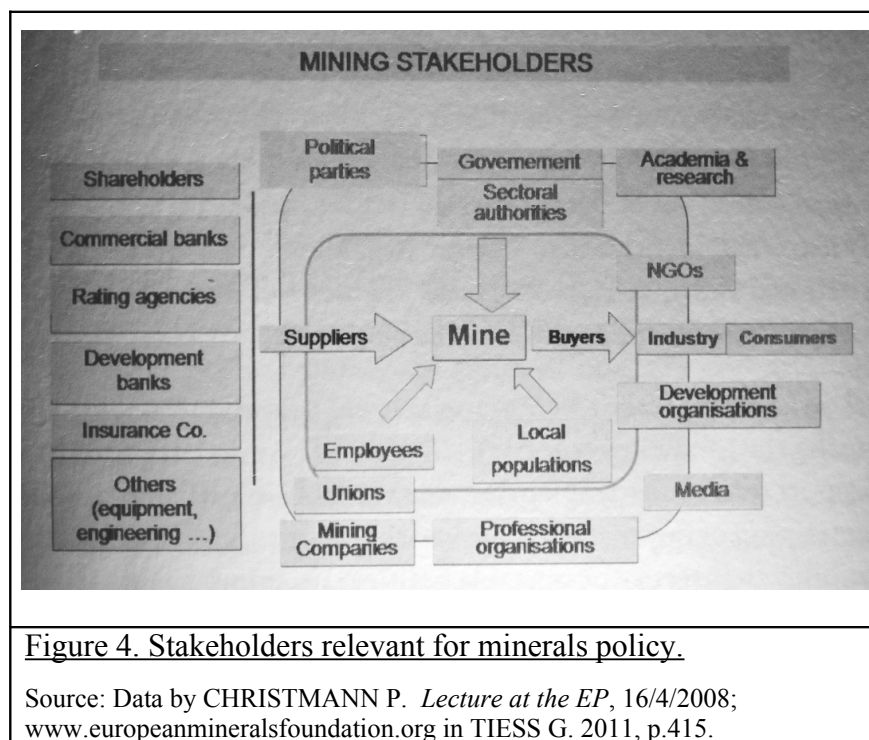 MINING STAKEHOLDERS
Shareholders
Commercial banks
Rating agencies
Development
banks
Insurance Co.
Others
(equipment,
engineering ...)
Political
parties
Governement
Sectoral
authorities
Academia &
research
NGOs
Suppliers
Mine
Buyers
Industry
Consumers
Development
organisations
Employees
Local
populations
Unions
Media
Mining
Companies
Professional
organisations
Figure 4. Stakeholders relevant for minerals policy.
Source: Data by CHRISTMANN P. Lecture at the EP, 16/4/2008;
www.europeanmineralsfoundation.org in TIESS G. 2011, p.415.